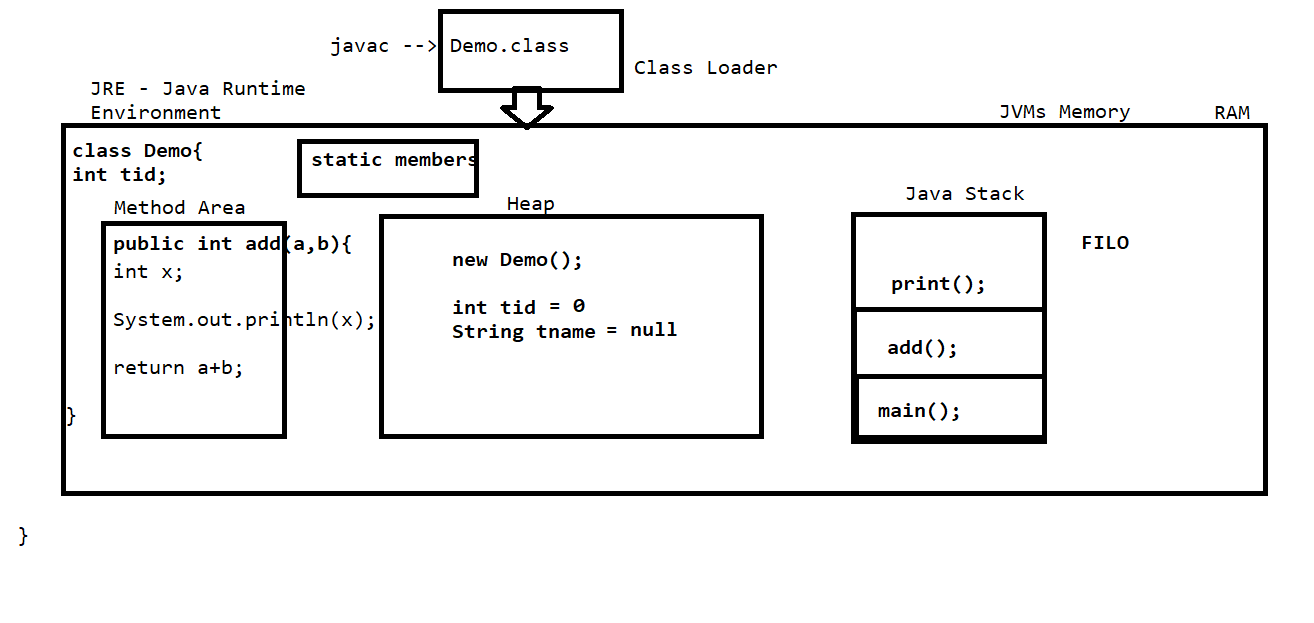 javac --> Demo.class
Class Loader
JRE - Java Runtime
Environment
JVMs Memory
RAM
class Demo{
int tid;
static members
Method Area
public int add(a,b){
int x;
System.out.println(x);
return a+b;
}
Heap
new Demo();
int tid = 0
String tname = null
Java Stack
FILO
print();
add();
main();
}